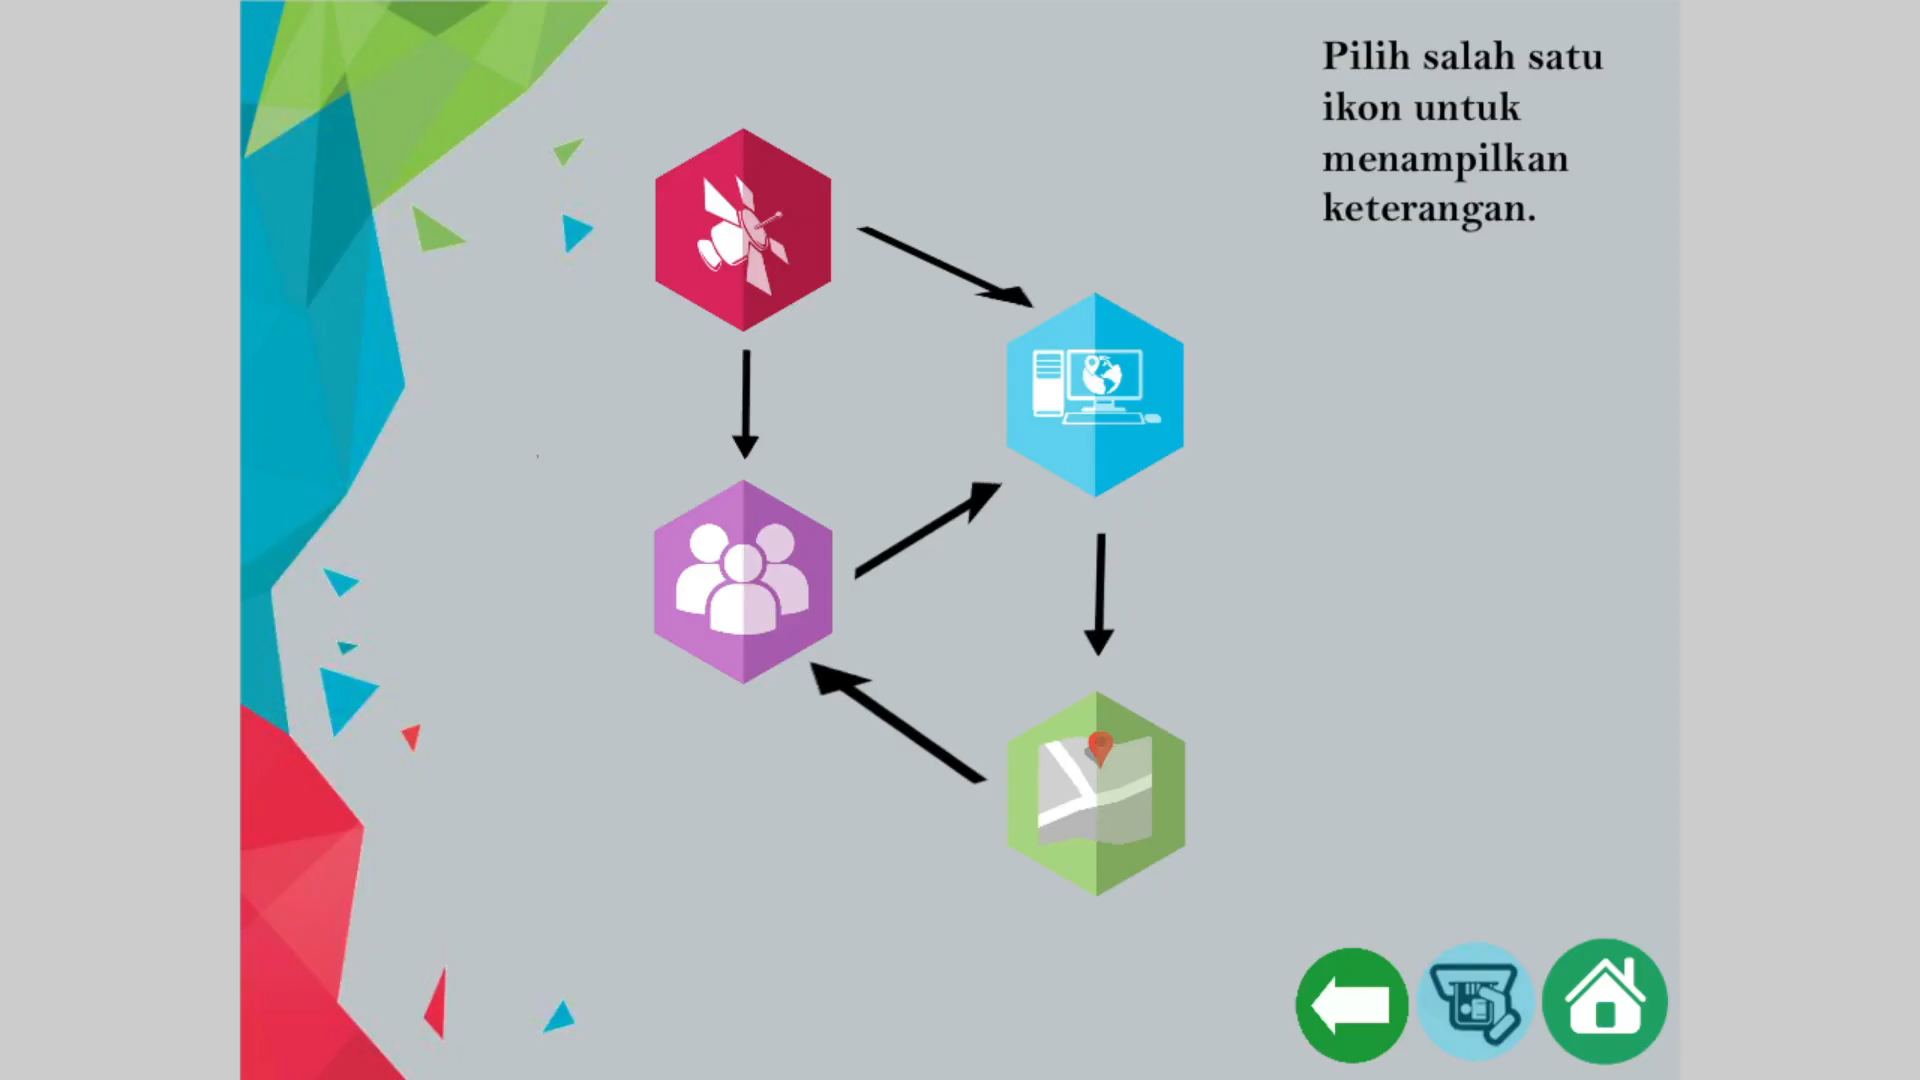 Pilih salah satu
ikon untuk
menampilkan
keterangan.